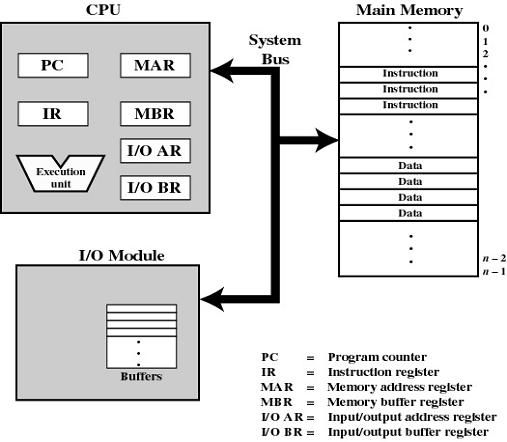 CPU
Main Memory
System
Bus
PC
MAR
IR
MBR
I/O AR
Execution
unit
I/O BR
0
1
2
Instruction
Instruction
Instruction
Data
Data
Data
Data
n – 2
n – 1
I/O Module
Buffers
PC = Program counter
IR = Instruction register
MAR = Memory address register
MBR = Memory buffer register
I/O AR = Input/output address register
I/O BR = Input/output buffer register